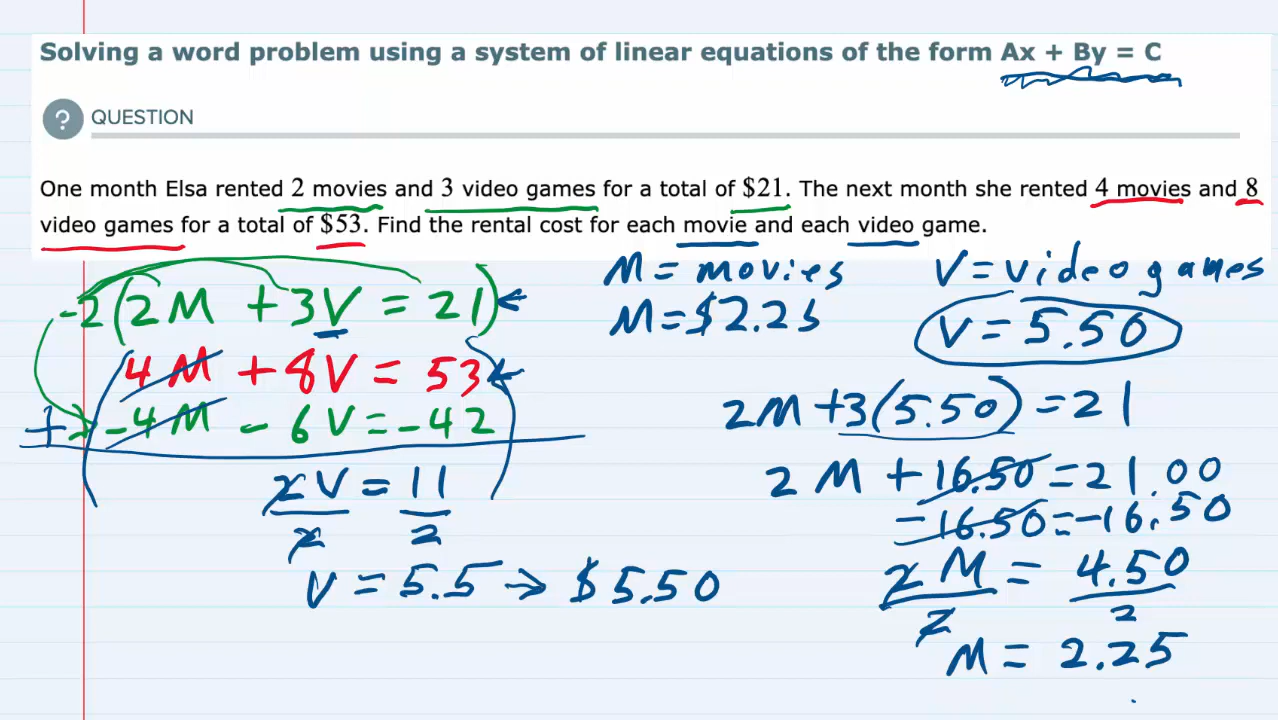 Solving a word problem using a system of linear equations of the form Ax + By = C
? QUESTION
One month Elsa rented 2 movies and 3 video games for a total of $21. The next month she rented 4 movies and 8
video games for a total of $53. Find the rental cost for each movie and each video game.
M = movies
V = video games
M = $2.25
V = 5.50
-2(2M + 3V = 21)
4M + 8V = 53
+ -4M - 6V = -42
2V = 11
2 2
V = 5.5 → $5.50
2M + 3(5.50) = 21
2M + 16.50 = 21.00
- 16.50 = -16.50
2M = 4.50
2 2
M = 2.25